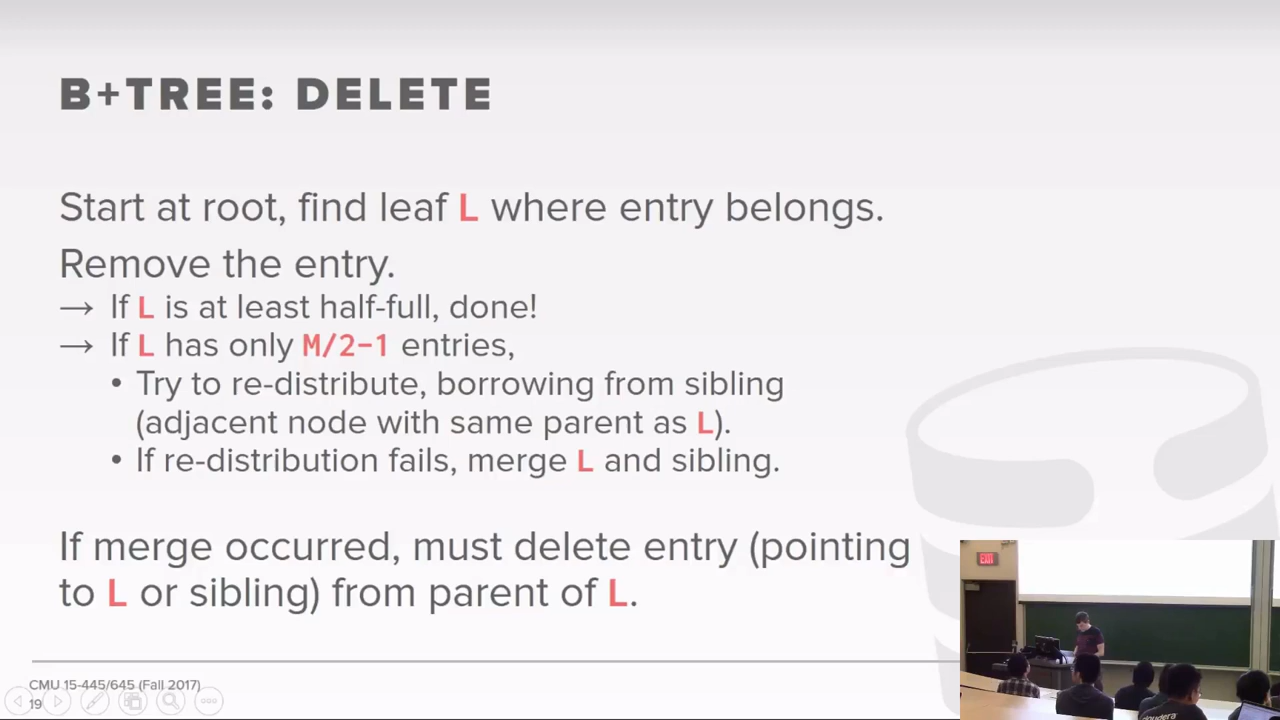 B+TREE: DELETE
Start at root, find leaf L where entry belongs.
Remove the entry.
→ If L is at least half-full, done!
→ If L has only M/2-1 entries,
• Try to re-distribute, borrowing from sibling
(adjacent node with same parent as L).
• If re-distribution fails, merge L and sibling.
If merge occurred, must delete entry (pointing
to L or sibling) from parent of L.
CMU 15-445/645 (Fall 2017)
19
EXIT
cloudera